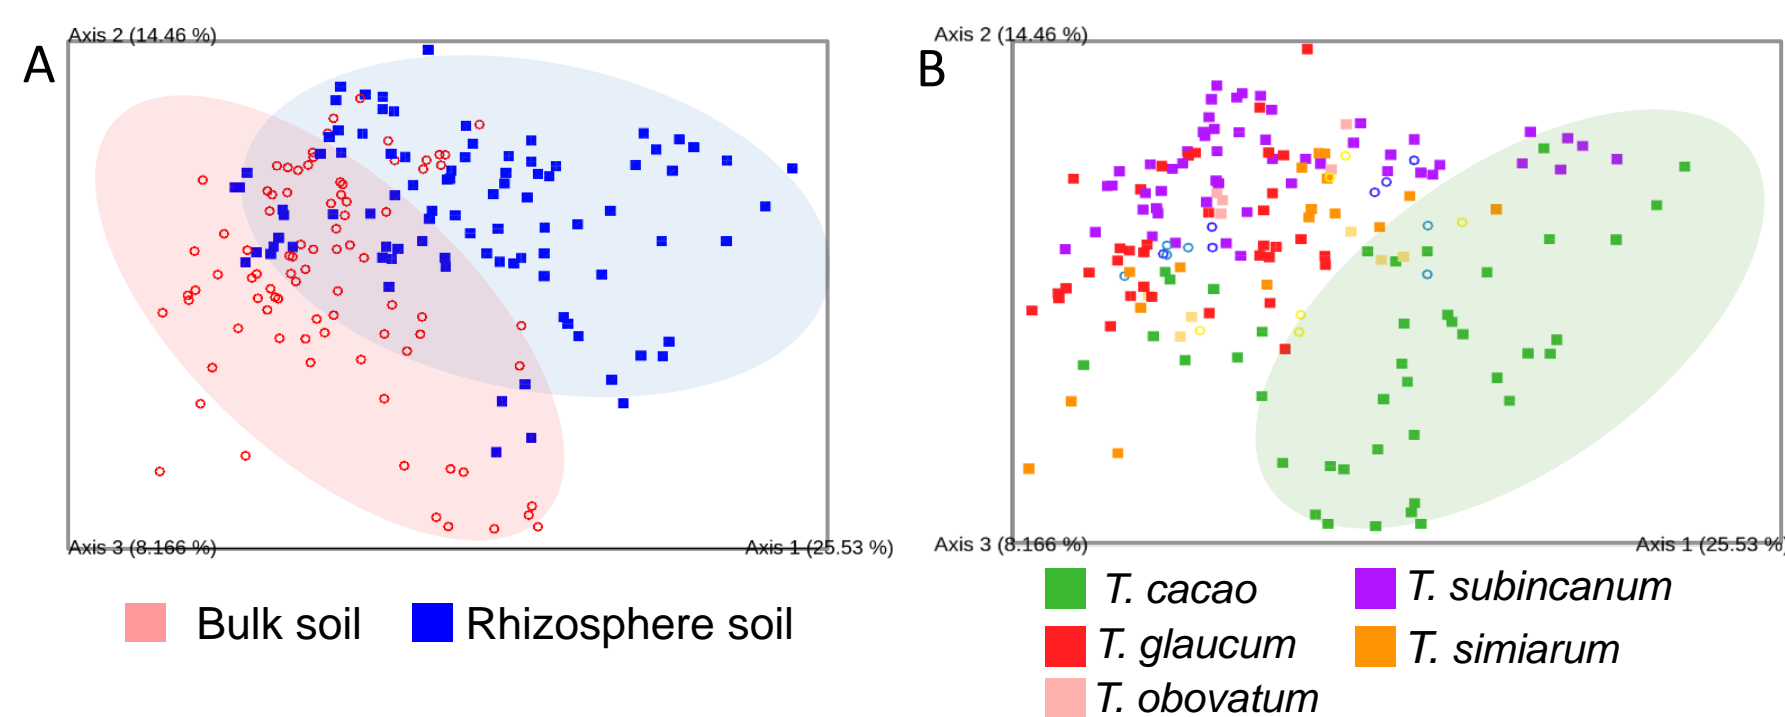 A
Axis 2 (14.46 %)
Axis 3 (8.166 %)
Axis 1 (25.53 %)
Bulk soil
Rhizosphere soil
B
Axis 2 (14.46 %)
Axis 3 (8.166 %)
Axis 1 (25.53 %)
T. cacao
T. subincanum
T. glaucum
T. simiarum
T. obovatum